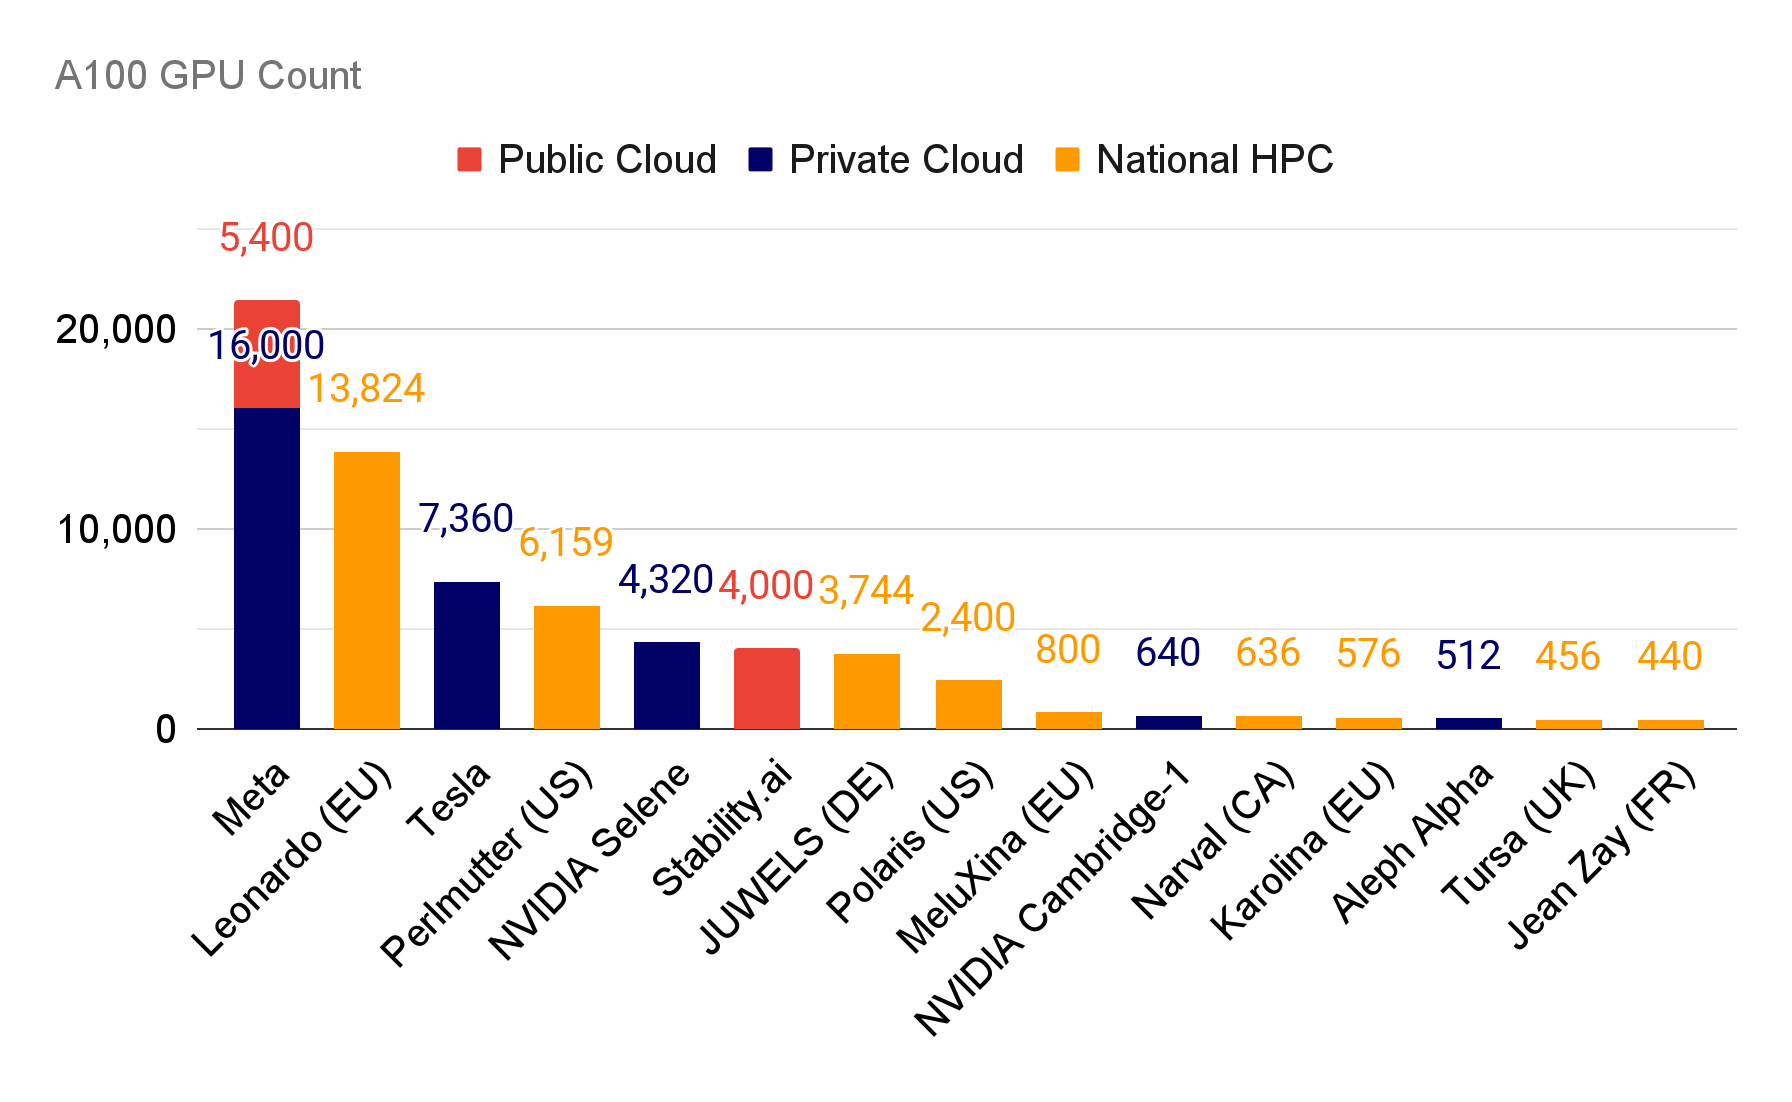 A100 GPU Count
Public Cloud Private Cloud National HPC
5,400
20,000
16,000
13,824
10,000
7,360
6,159
4,320
4,000
3,744
2,400
800
640
636
576
512
456
440
0
Meta
Leonardo (EU)
Tesla
Perlmutter (US)
NVIDIA Selene
Stability.ai
JUWELS (DE)
Polaris (US)
MeluXina (EU)
NVIDIA Cambridge-1
Narval (CA)
Karolina (EU)
Aleph Alpha
Tursa (UK)
Jean Zay (FR)